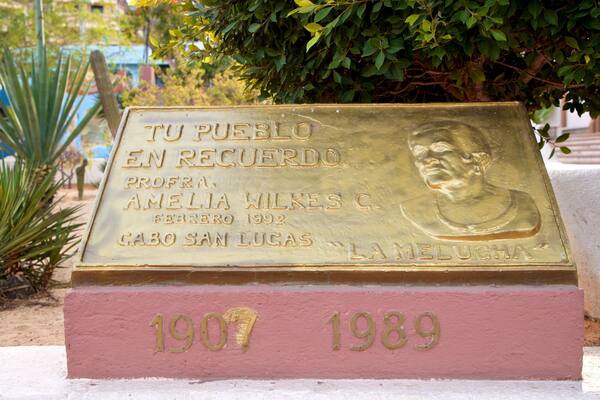 TU PUEBLO
EN RECUERDO
PROFRA.
AMELIA WILKES C.
FEBRERO 1992
CABO SAN LUCAS
"LA MELUCHA"
1907 1989